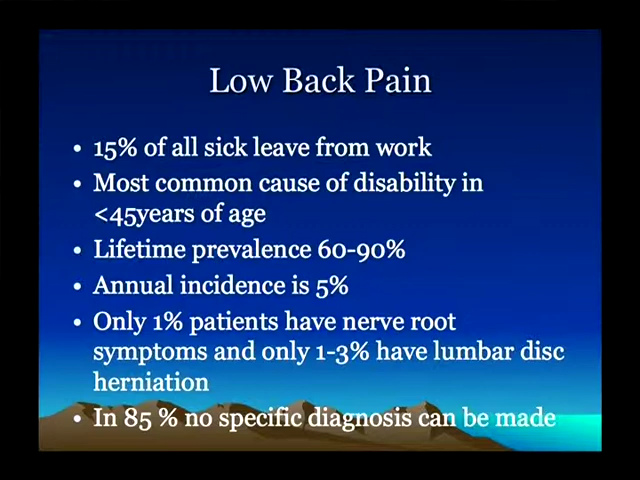 Low Back Pain
• 15% of all sick leave from work
• Most common cause of disability in
<45years of age
• Lifetime prevalence 60-90%
• Annual incidence is 5%
• Only 1% patients have nerve root
symptoms and only 1-3% have lumbar disc
herniation
• In 85 % no specific diagnosis can be made